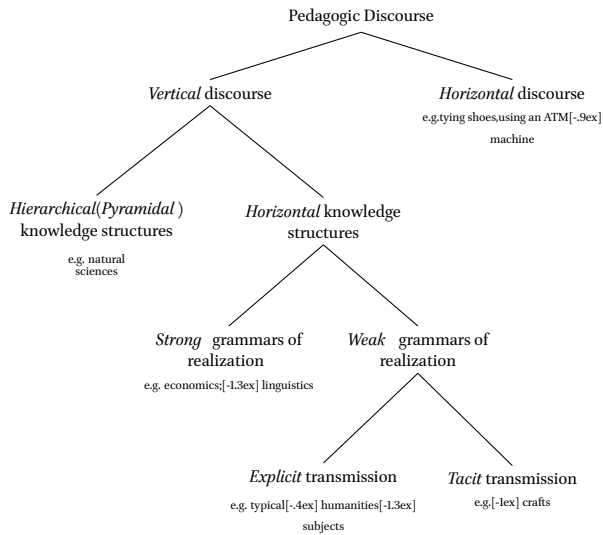 Pedagogic Discourse
Vertical discourse
Horizontal discourse
e.g.tying shoes,using an ATM[-.9ex]
machine
Hierarchical(Pyramidal )
knowledge structures
e.g. natural
sciences
Horizontal knowledge
structures
Strong grammars of
realization
e.g. economics;[-1.3ex] linguistics
Weak grammars of
realization
Explicit transmission
e.g. typical[-.4ex] humanities[-1.3ex]
subjects
Tacit transmission
e.g.[-1ex] crafts